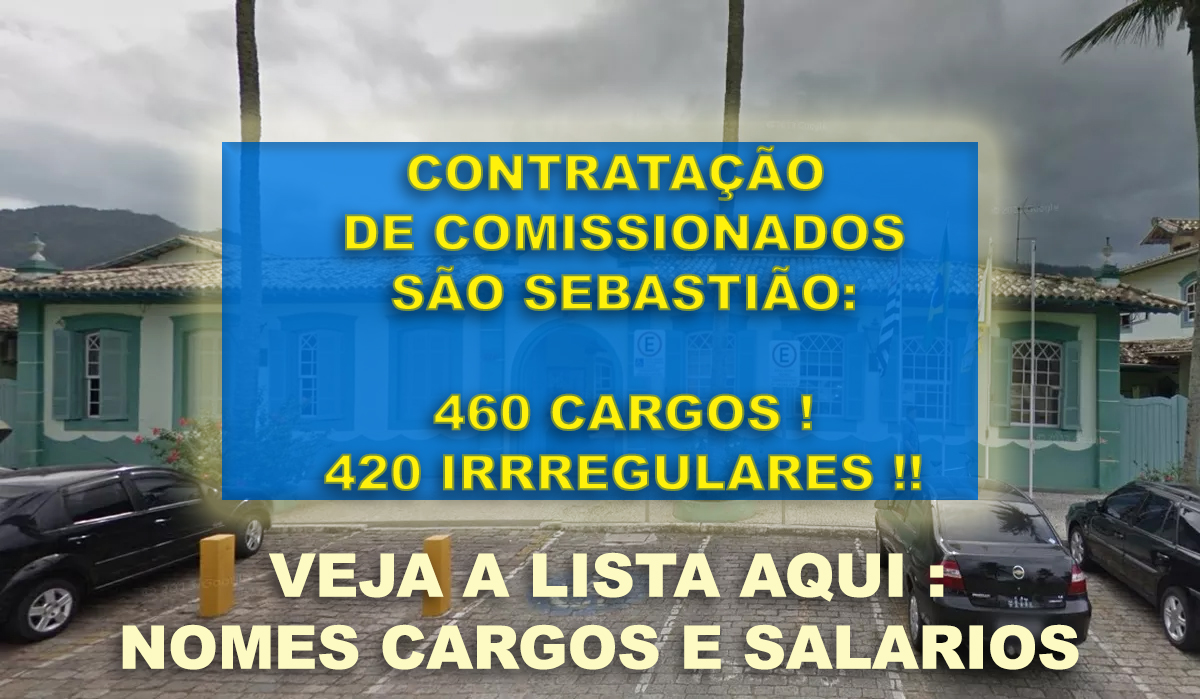 CONTRATAÇÃO
DE COMISSIONADOS
SÃO SEBASTIÃO:
460 CARGOS !
420 IRRREGULARES !!
E
E
VEJA A LISTA AQUI :
NOMES CARGOS E SALARIOS